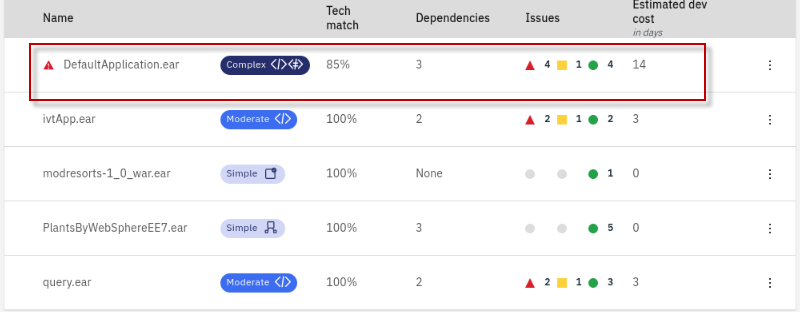 Name Tech match Dependencies Issues Estimated dev cost in days
DefaultApplication.ear Complex 85% 3 4 1 4 14
ivtApp.ear Moderate 100% 2 2 1 2 3
modresorts-1_0_war.ear Simple 100% None 1 0
PlantsByWebSphereEE7.ear Simple 100% 3 5 0
query.ear Moderate 100% 2 2 1 3 3